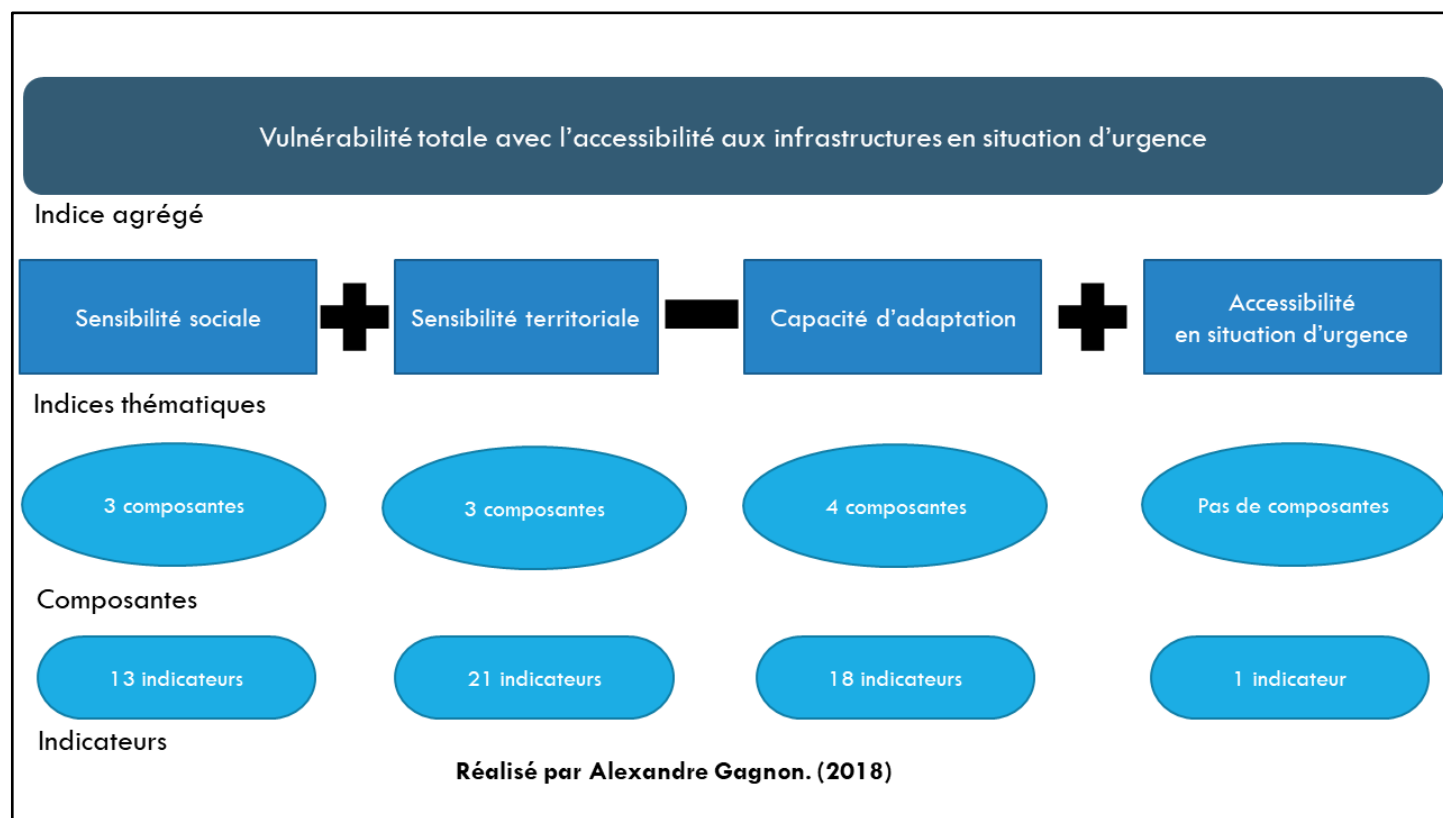 Vulnérabilité totale avec l’accessibilité aux infrastructures en situation d’urgence
Indice agrégé
Sensibilité sociale
Sensibilité territoriale
Capacité d’adaptation
Accessibilité
en situation d’urgence
Indices thématiques
3 composantes
3 composantes
4 composantes
Pas de composantes
Composantes
13 indicateurs
21 indicateurs
18 indicateurs
1 indicateur
Indicateurs
Réalisé par Alexandre Gagnon. (2018)